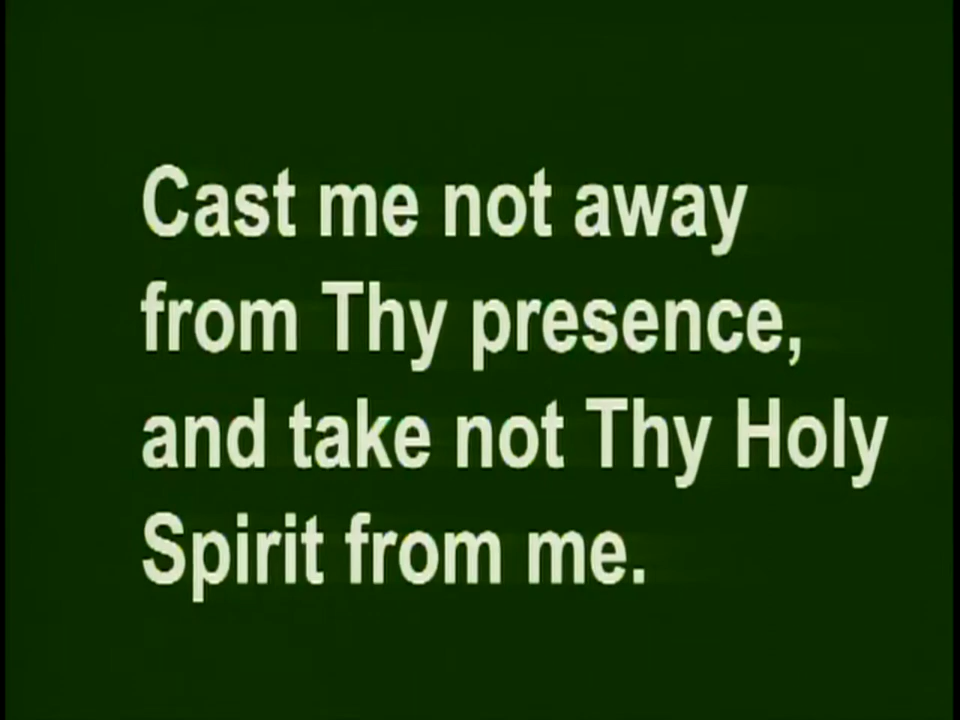 Cast me not away
from Thy presence,
and take not Thy Holy
Spirit from me.